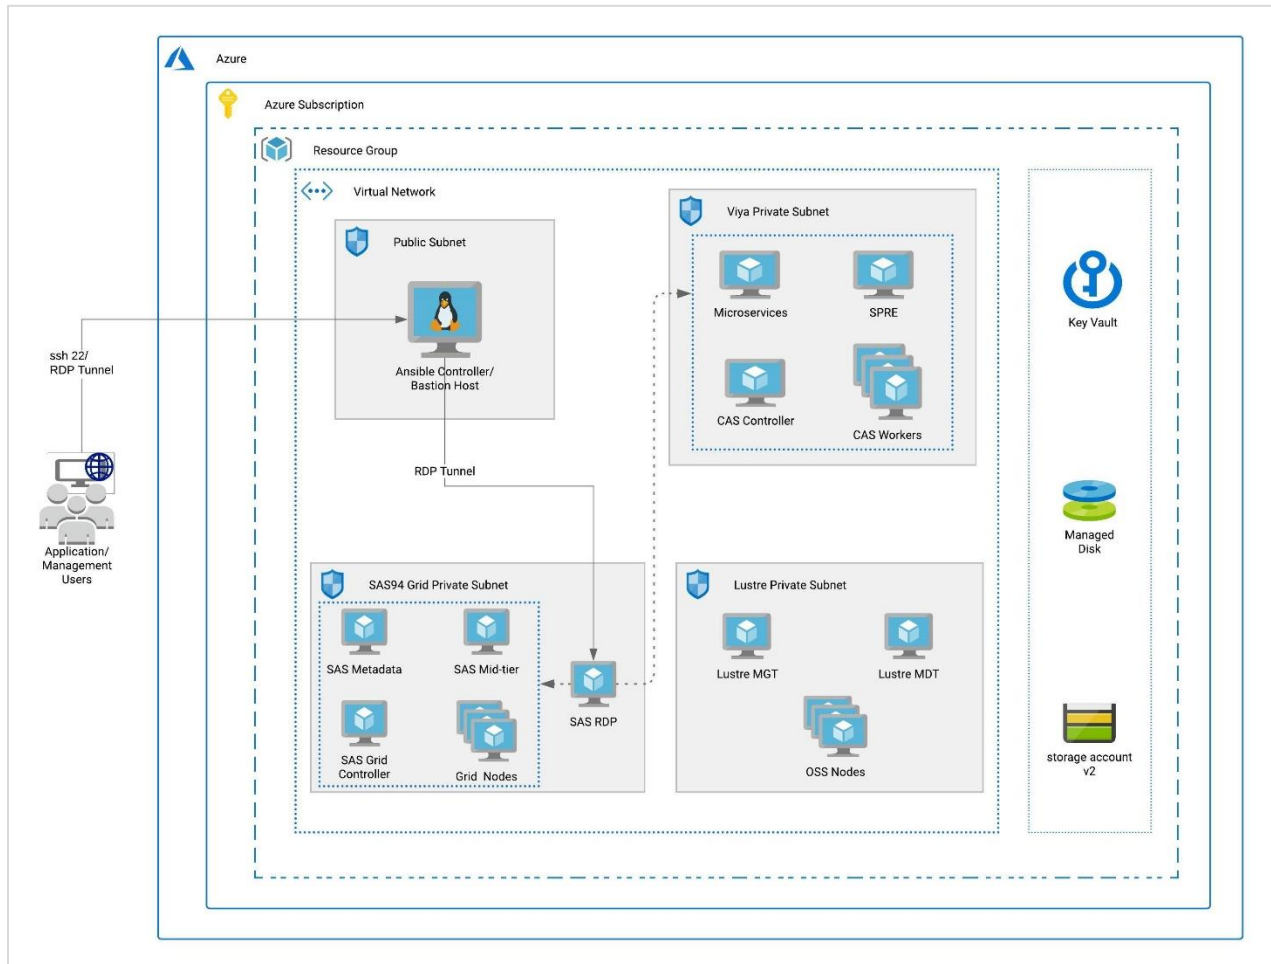 Azure
Azure Subscription
Resource Group
Virtual Network
Public Subnet
Ansible Controller/
Bastion Host
ssh 22/
RDP Tunnel
Application/
Management
Users
RDP Tunnel
Viya Private Subnet
Microservices
SPRE
CAS Controller
CAS Workers
SAS94 Grid Private Subnet
SAS Metadata
SAS Mid-tier
SAS Grid
Controller
Grid Nodes
SAS RDP
Lustre Private Subnet
Lustre MGT
Lustre MDT
OSS Nodes
Key Vault
Managed
Disk
storage account
v2